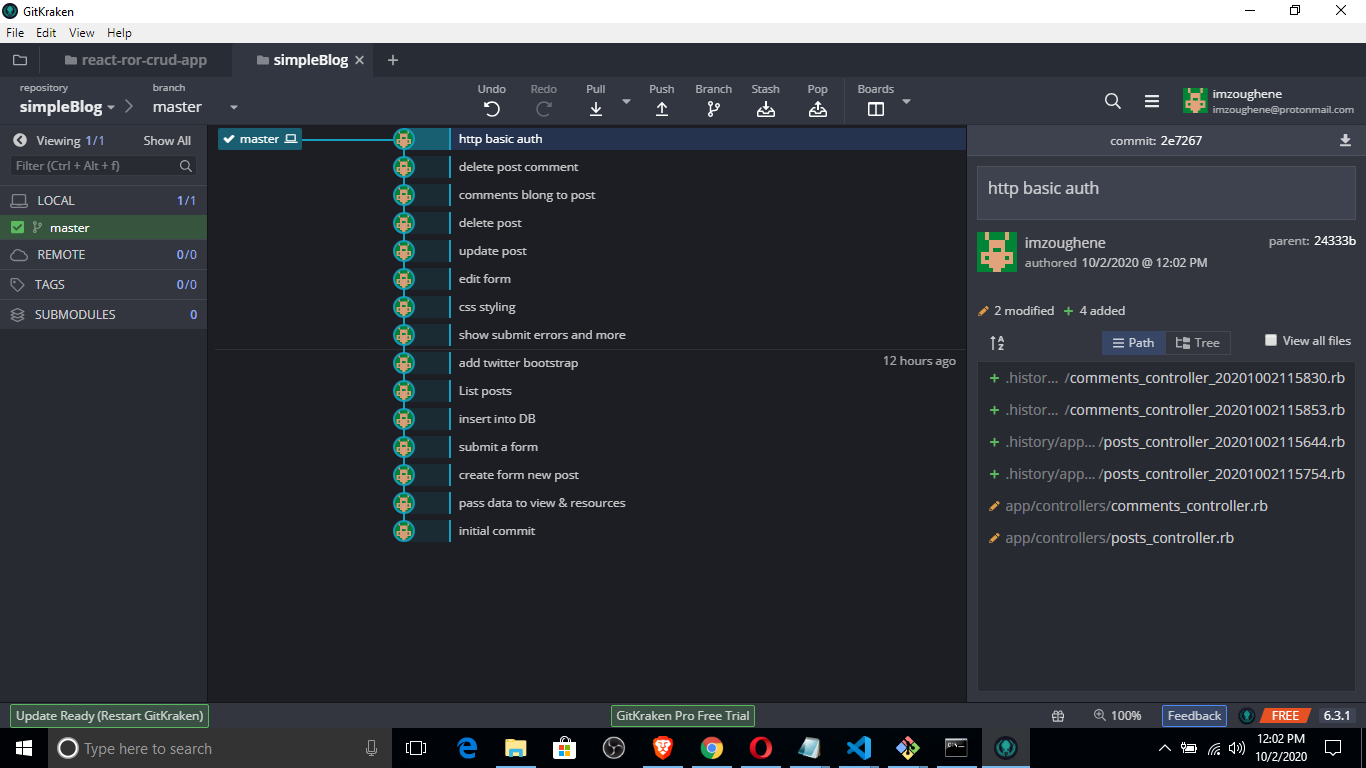 GitKraken
File Edit View Help
react-ror-crud-app
simpleBlog
repository
simpleBlog
branch
master
Undo
Redo
Pull
Push
Branch
Stash
Pop
Boards
imzoughene
imzoughene@protonmail.com
Viewing 1/1 Show All
Filter (Ctrl + Alt + f)
LOCAL 1/1
master
REMOTE 0/0
TAGS 0/0
SUBMODULES 0
master
http basic auth
delete post comment
comments blong to post
delete post
update post
edit form
css styling
show submit errors and more
add twitter bootstrap 12 hours ago
List posts
insert into DB
submit a form
create form new post
pass data to view & resources
initial commit
commit: 2e7267
http basic auth
imzoughene
authored 10/2/2020 @ 12:02 PM
parent: 24333b
2 modified + 4 added
Path Tree View all files
+ .histor... /comments_controller_20201002115830.rb
+ .histor... /comments_controller_20201002115853.rb
+ .history/app... /posts_controller_20201002115644.rb
+ .history/app... /posts_controller_20201002115754.rb
app/controllers/comments_controller.rb
app/controllers/posts_controller.rb
Update Ready (Restart GitKraken)
GitKraken Pro Free Trial
100%
Feedback
FREE
6.3.1
Type here to search
12:02 PM
10/2/2020